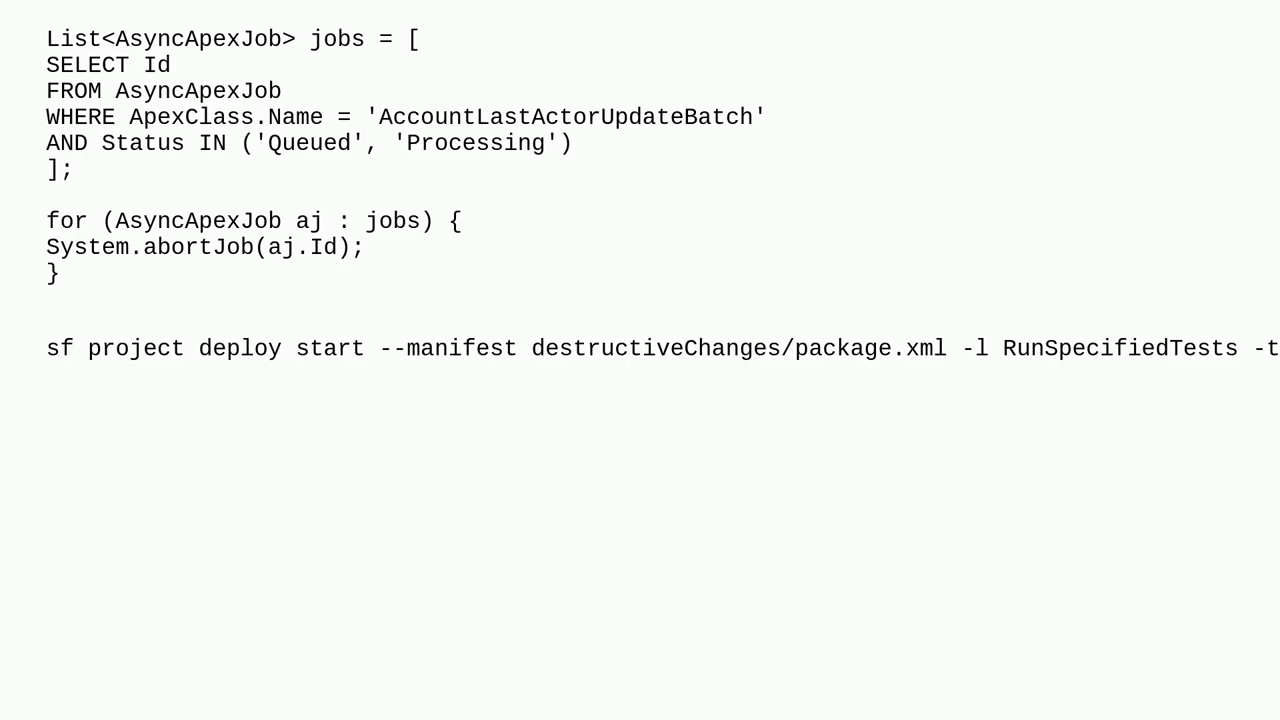 List<AsyncApexJob> jobs = [
SELECT Id
FROM AsyncApexJob
WHERE ApexClass.Name = 'AccountLastActorUpdateBatch'
AND Status IN ('Queued', 'Processing')
];
for (AsyncApexJob aj : jobs) {
System.abortJob(aj.Id);
}
sf project deploy start --manifest destructiveChanges/package.xml -l RunSpecifiedTests -t